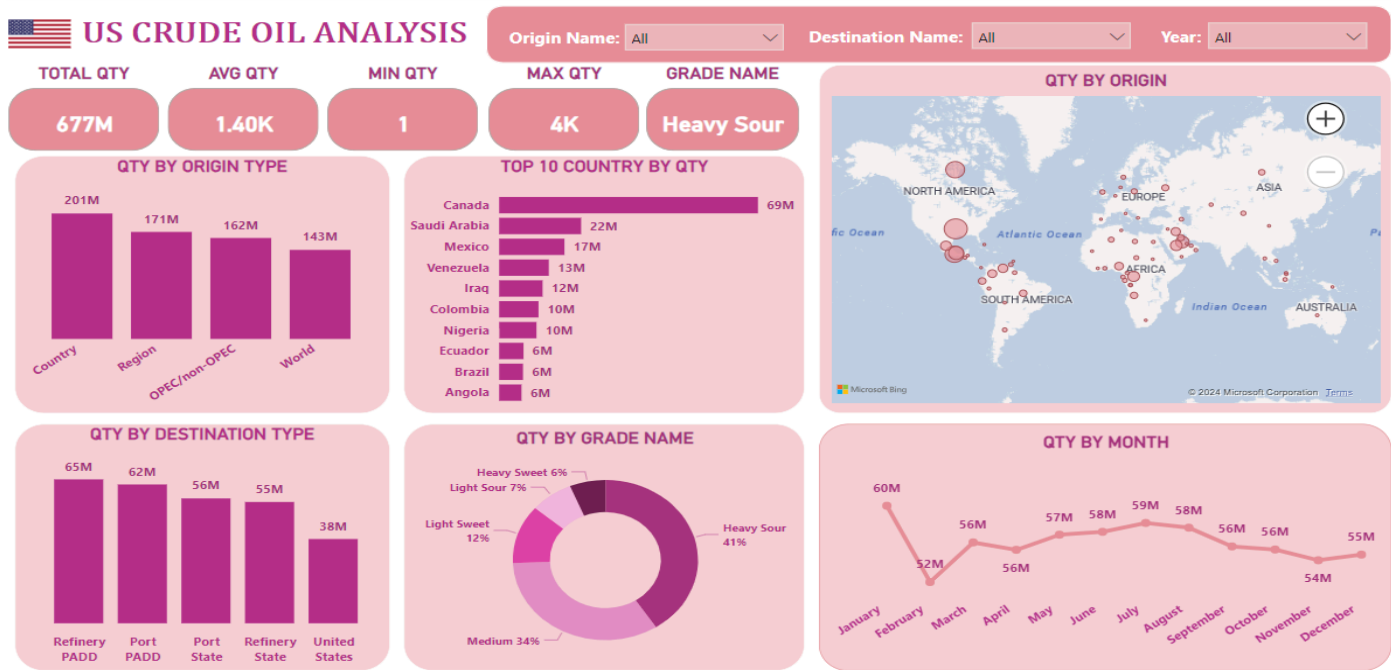 US CRUDE OIL ANALYSIS
Origin Name: All
Destination Name: All
Year: All
TOTAL QTY
677M
AVG QTY
1.40K
MIN QTY
1
MAX QTY
4K
GRADE NAME
Heavy Sour
QTY BY ORIGIN TYPE
201M
171M
162M
143M
Country
Region
OPEC/non-OPEC
World
TOP 10 COUNTRY BY QTY
Canada 69M
Saudi Arabia 22M
Mexico 17M
Venezuela 13M
Iraq 12M
Colombia 10M
Nigeria 10M
Ecuador 6M
Brazil 6M
Angola 6M
QTY BY ORIGIN
NORTH AMERICA
EUROPE
ASIA
fic Ocean
Atlantic Ocean
AFRICA
SOUTH AMERICA
Indian Ocean
AUSTRALIA
Microsoft Bing
© 2024 Microsoft Corporation Terms
QTY BY DESTINATION TYPE
65M
62M
56M
55M
38M
Refinery
PADD
Port
PADD
Port
State
Refinery
State
United
States
QTY BY GRADE NAME
Heavy Sweet 6%
Light Sour 7%
Light Sweet
12%
Heavy Sour
41%
Medium 34%
QTY BY MONTH
60M
52M
56M
56M
57M
58M
59M
58M
56M
56M
54M
55M
January
February
March
April
May
June
July
August
September
October
November
December